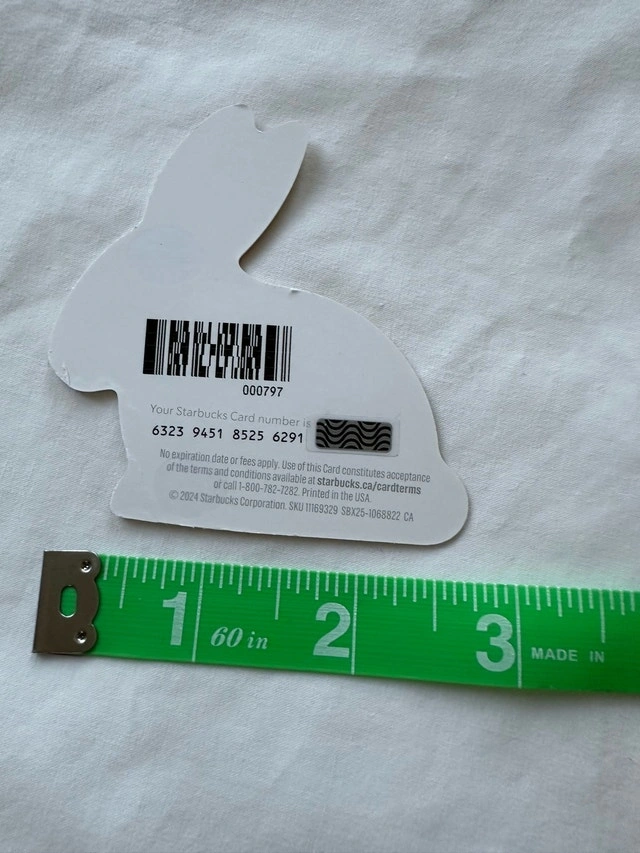 000797
Your Starbucks Card number is
6323 9451 8525 6291
No expiration date or fees apply. Use of this Card constitutes acceptance
of the terms and conditions available at starbucks.ca/cardterms
or call 1-800-782-7282. Printed in the USA.
© 2024 Starbucks Corporation. SKU 11169329 SBX25-1068822 CA
1 60 in 2 3 MADE IN